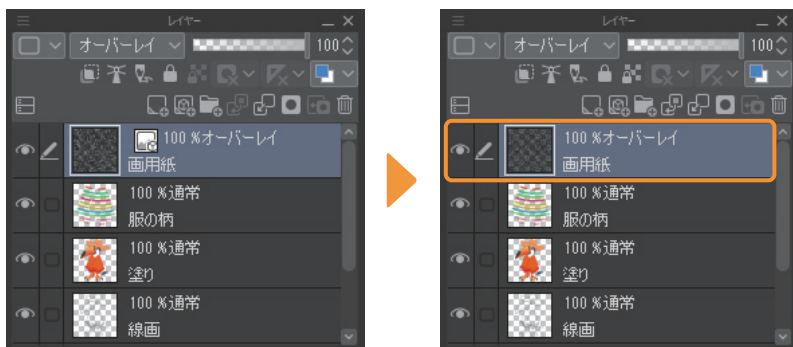 レイヤー
オーバーレイ 100
100 %オーバーレイ
画用紙
100 %通常
服の柄
100 %通常
塗り
100 %通常
線画
レイヤー
オーバーレイ 100
100 %オーバーレイ
画用紙
100 %通常
服の柄
100 %通常
塗り
100 %通常
線画